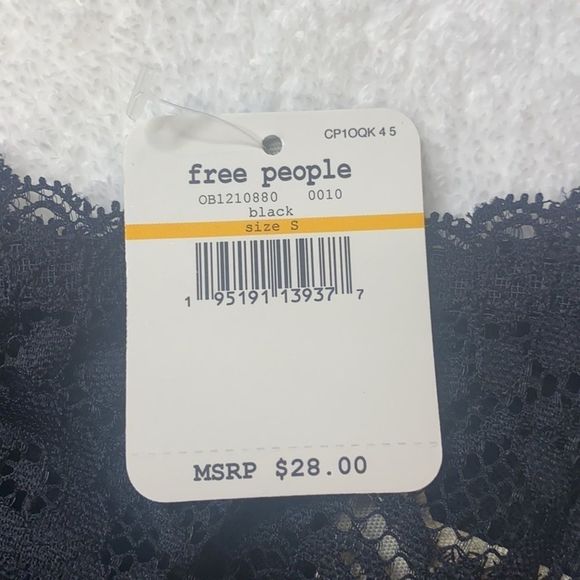 CP1OQK 4 5
free people
OB1210880 0010
black
size S
1 95191 13937 7
MSRP $28.00